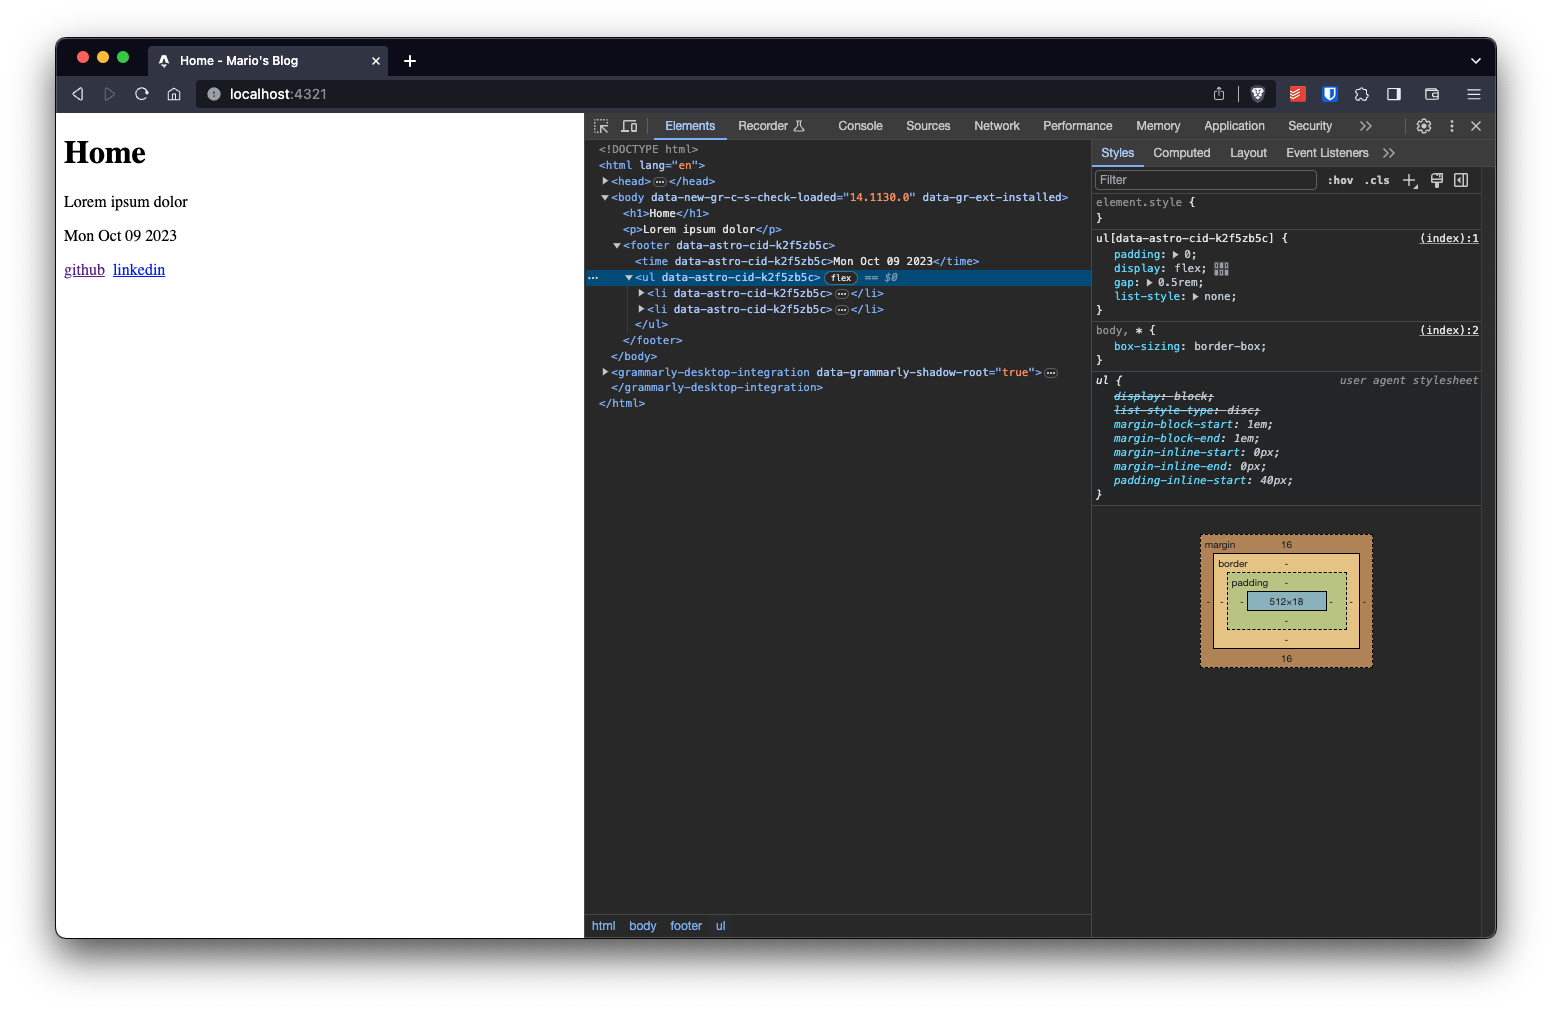 Home - Mario's Blog
localhost:4321
Home
Lorem ipsum dolor
Mon Oct 09 2023
github linkedin
Elements Recorder Console Sources Network Performance Memory Application Security
<!DOCTYPE html>
<html lang="en">
<head>…</head>
<body data-new-gr-c-s-check-loaded="14.1130.0" data-gr-ext-installed>
<h1>Home</h1>
<p>Lorem ipsum dolor</p>
<footer data-astro-cid-k2f5zb5c>
<time data-astro-cid-k2f5zb5c>Mon Oct 09 2023</time>
… <ul data-astro-cid-k2f5zb5c> flex == $0
<li data-astro-cid-k2f5zb5c>…</li>
<li data-astro-cid-k2f5zb5c>…</li>
</ul>
</footer>
</body>
<grammarly-desktop-integration data-grammarly-shadow-root="true">…
</grammarly-desktop-integration>
</html>
html body footer ul
Styles Computed Layout Event Listeners
Filter :hov .cls
element.style {
}
ul[data-astro-cid-k2f5zb5c] { (index):1
padding: 0;
display: flex;
gap: 0.5rem;
list-style: none;
}
body, * { (index):2
box-sizing: border-box;
}
ul { user agent stylesheet
display: block;
list-style-type: disc;
margin-block-start: 1em;
margin-block-end: 1em;
margin-inline-start: 0px;
margin-inline-end: 0px;
padding-inline-start: 40px;
}
margin 16
border -
padding -
- - - 512×18 - - -
-
-
16